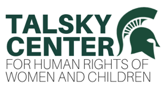 TALSKY
CENTER
FOR HUMAN RIGHTS OF
WOMEN AND CHILDREN